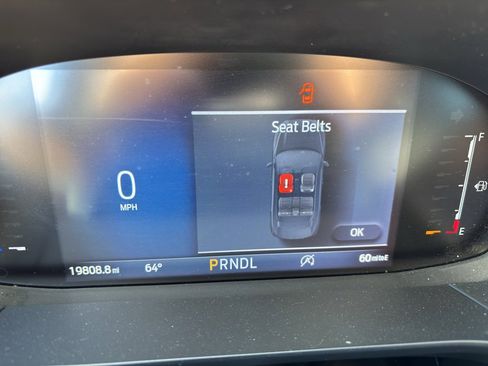 Seat Belts
F
0
MPH
!
OK
E
19808.8 mi 64° PRNDL 60 mi to E